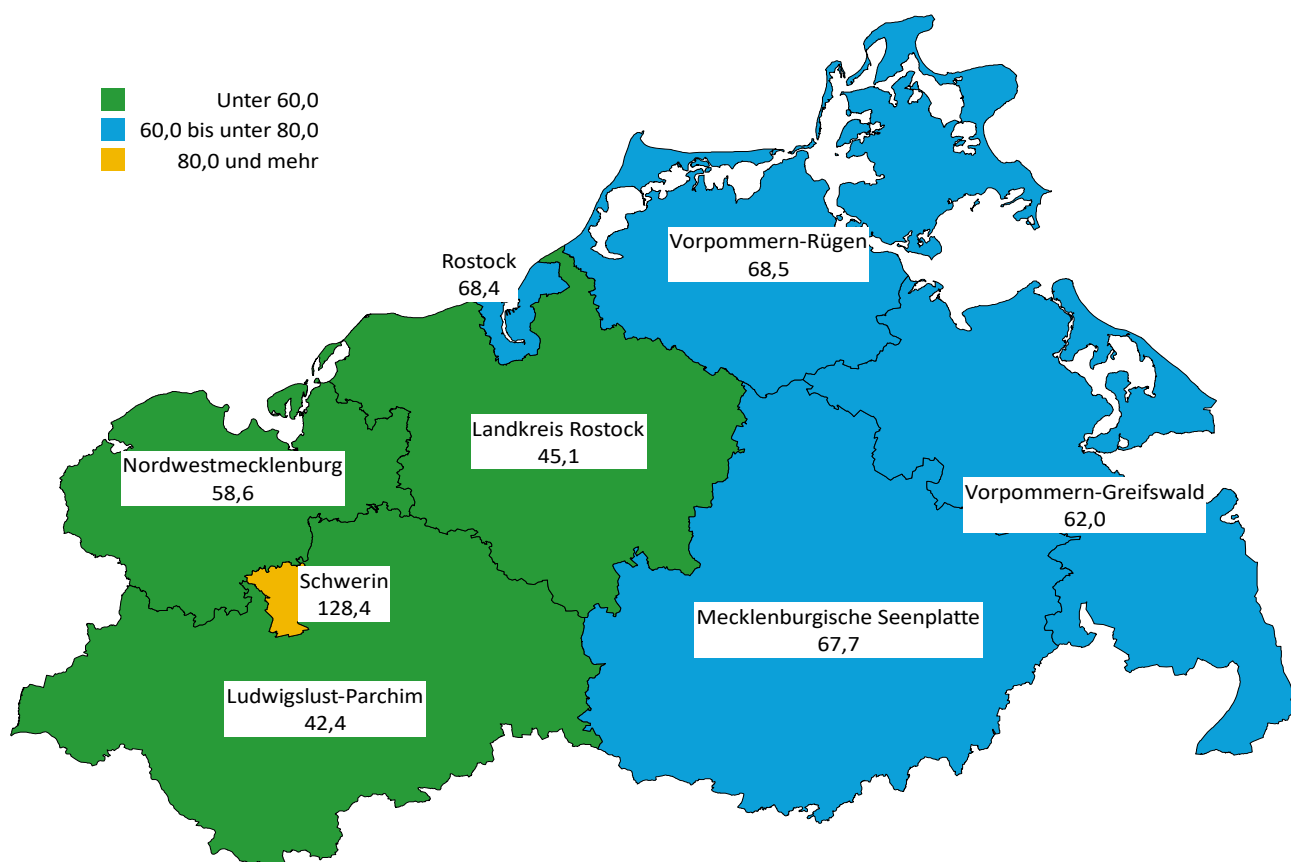 Unter 60,0
60,0 bis unter 80,0
80,0 und mehr
Vorpommern-Rügen
68,5
Rostock
68,4
Landkreis Rostock
45,1
Nordwestmecklenburg
58,6
Vorpommern-Greifswald
62,0
Schwerin
128,4
Mecklenburgische Seenplatte
67,7
Ludwigslust-Parchim
42,4